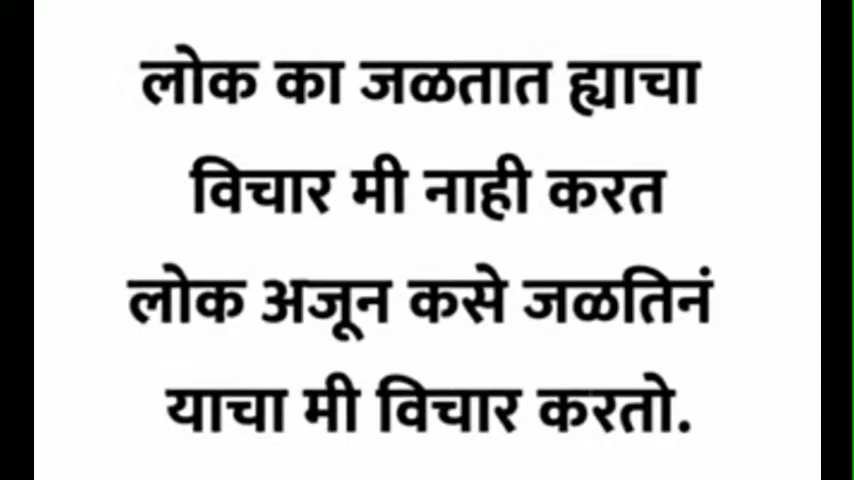 लोक का जळतात ह्याचा
विचार मी नाही करत
लोक अजून कसे जळतिनं
याचा मी विचार करतो.